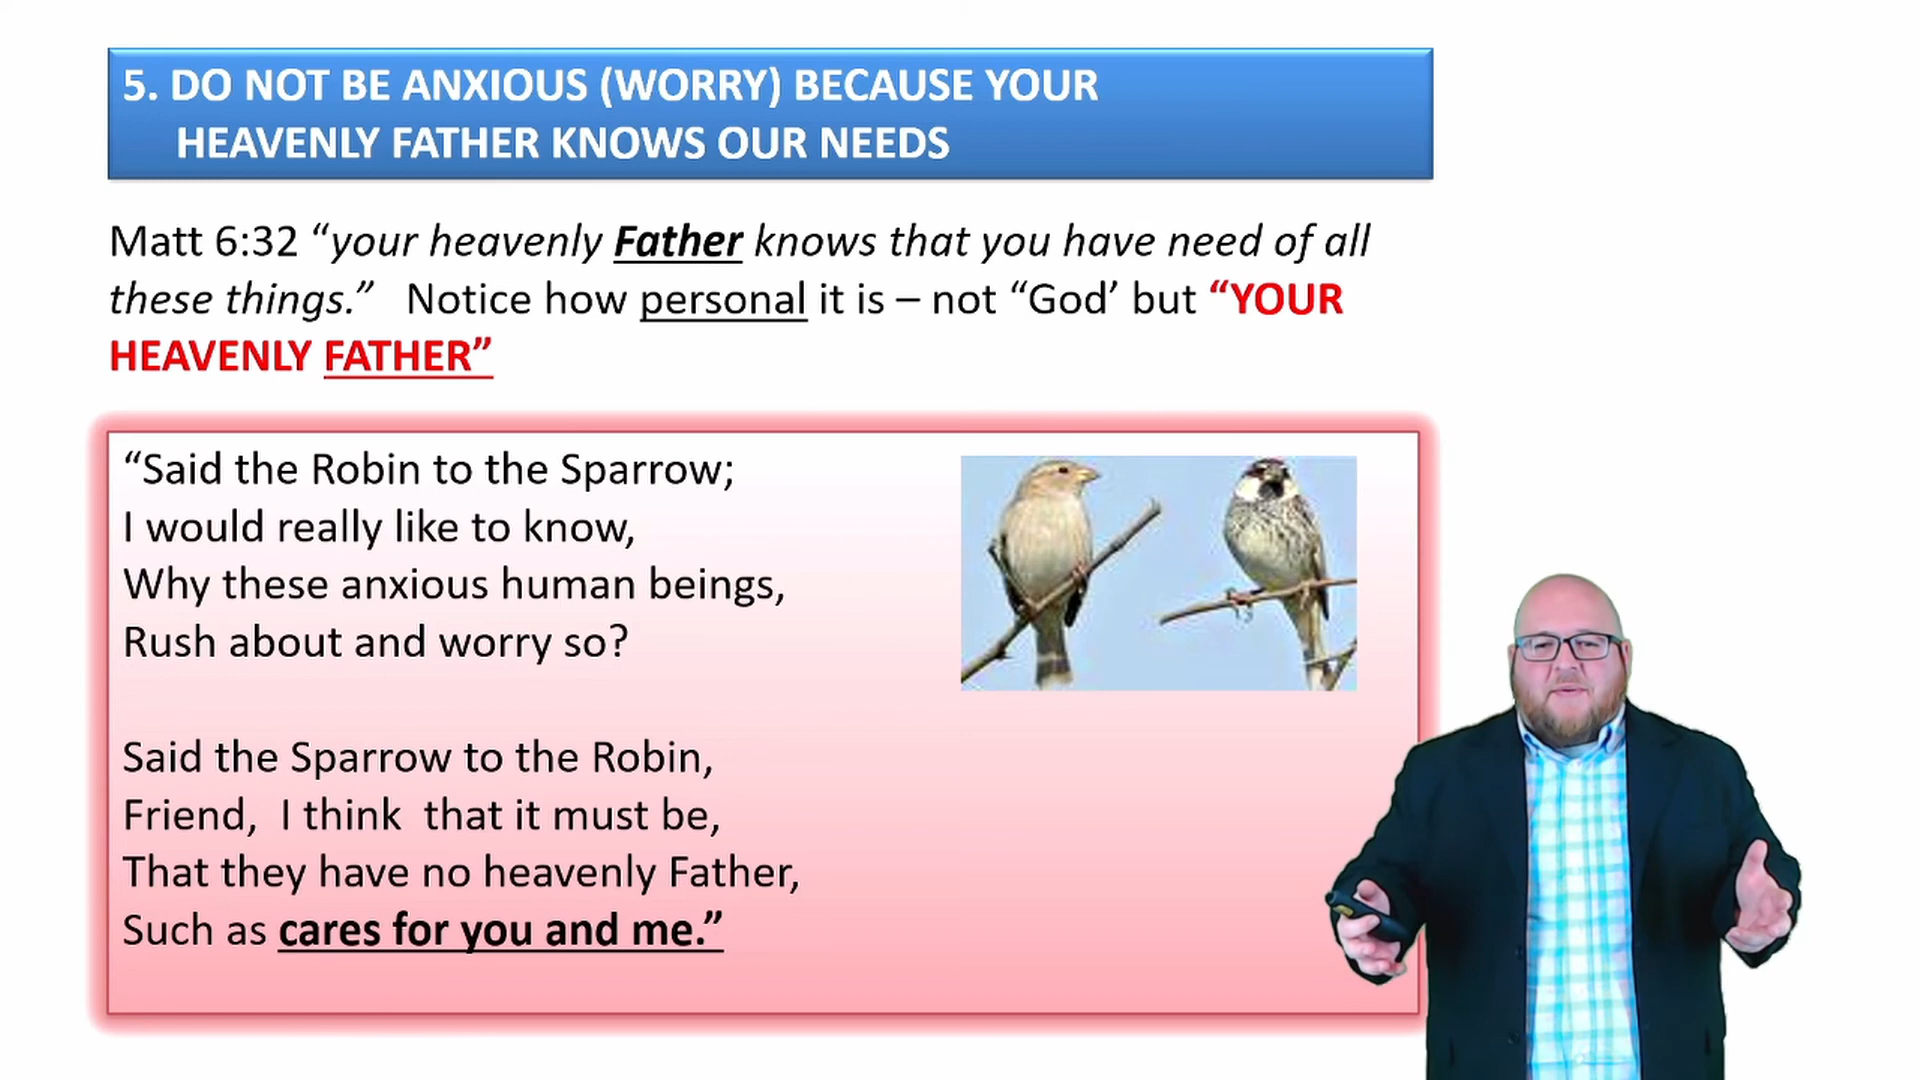 5. DO NOT BE ANXIOUS (WORRY) BECAUSE YOUR
HEAVENLY FATHER KNOWS OUR NEEDS
Matt 6:32 “your heavenly Father knows that you have need of all
these things.” Notice how personal it is – not “God’ but “YOUR
HEAVENLY FATHER”
“Said the Robin to the Sparrow;
I would really like to know,
Why these anxious human beings,
Rush about and worry so?
Said the Sparrow to the Robin,
Friend, I think that it must be,
That they have no heavenly Father,
Such as cares for you and me.”